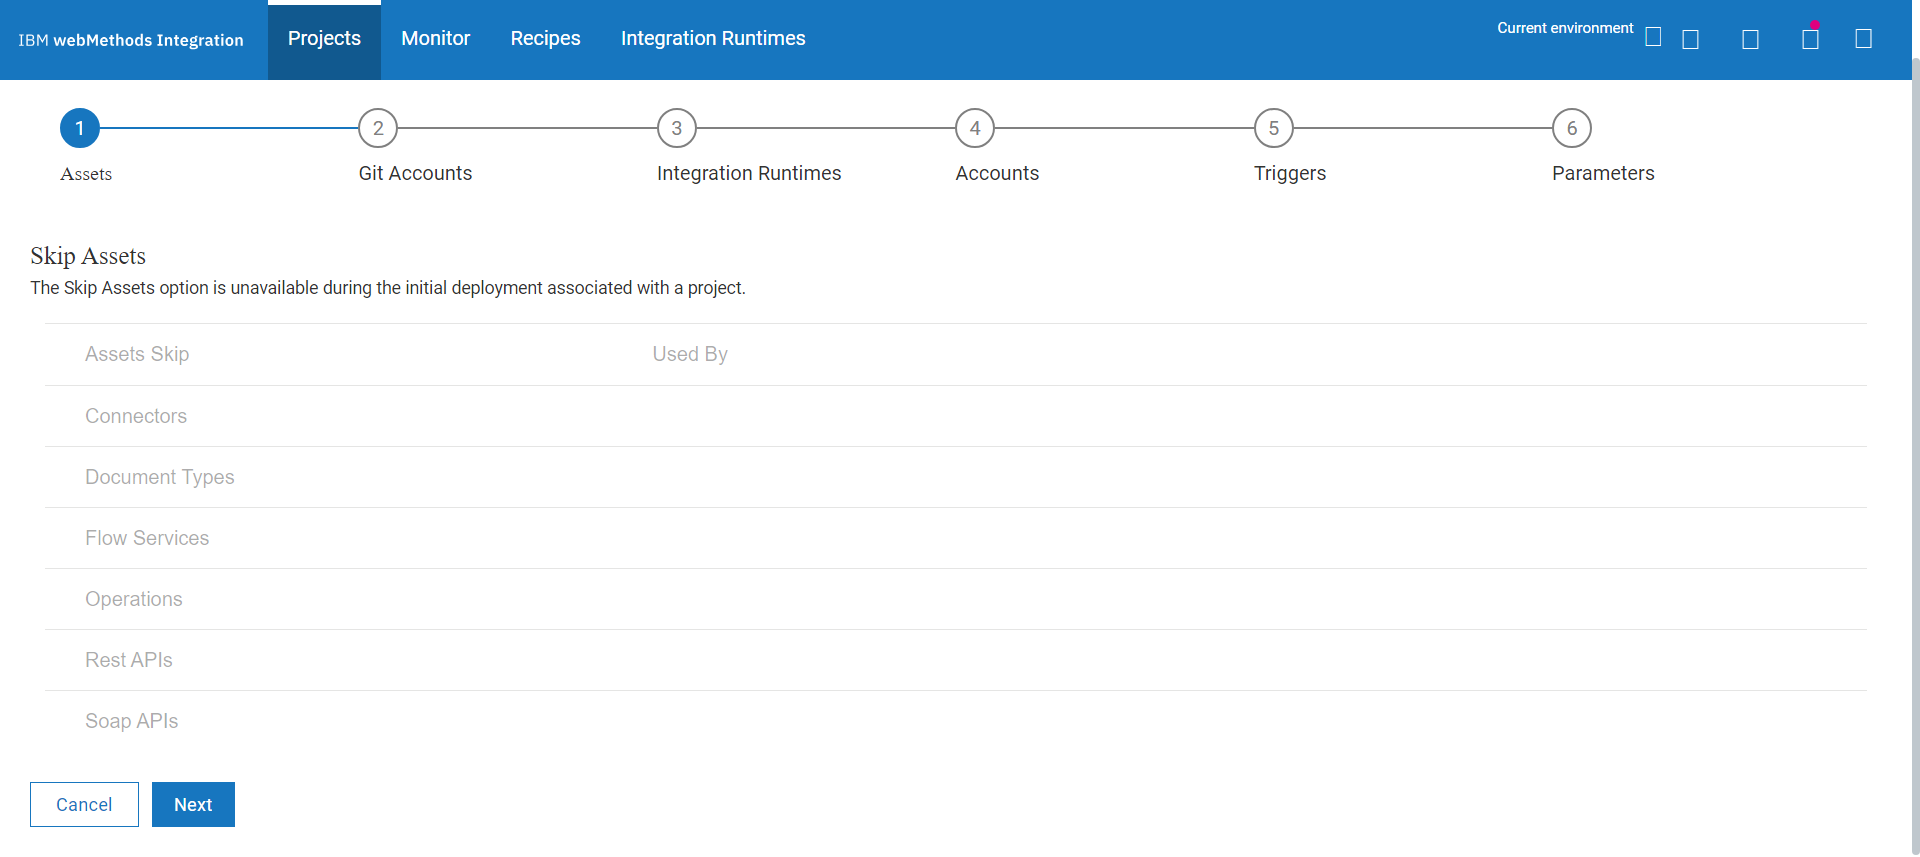 IBM webMethods Integration Projects Monitor Recipes Integration Runtimes Current environment
1 2 3 4 5 6
Assets Git Accounts Integration Runtimes Accounts Triggers Parameters
Skip Assets
The Skip Assets option is unavailable during the initial deployment associated with a project.
Assets Skip Used By
Connectors
Document Types
Flow Services
Operations
Rest APIs
Soap APIs
Cancel Next